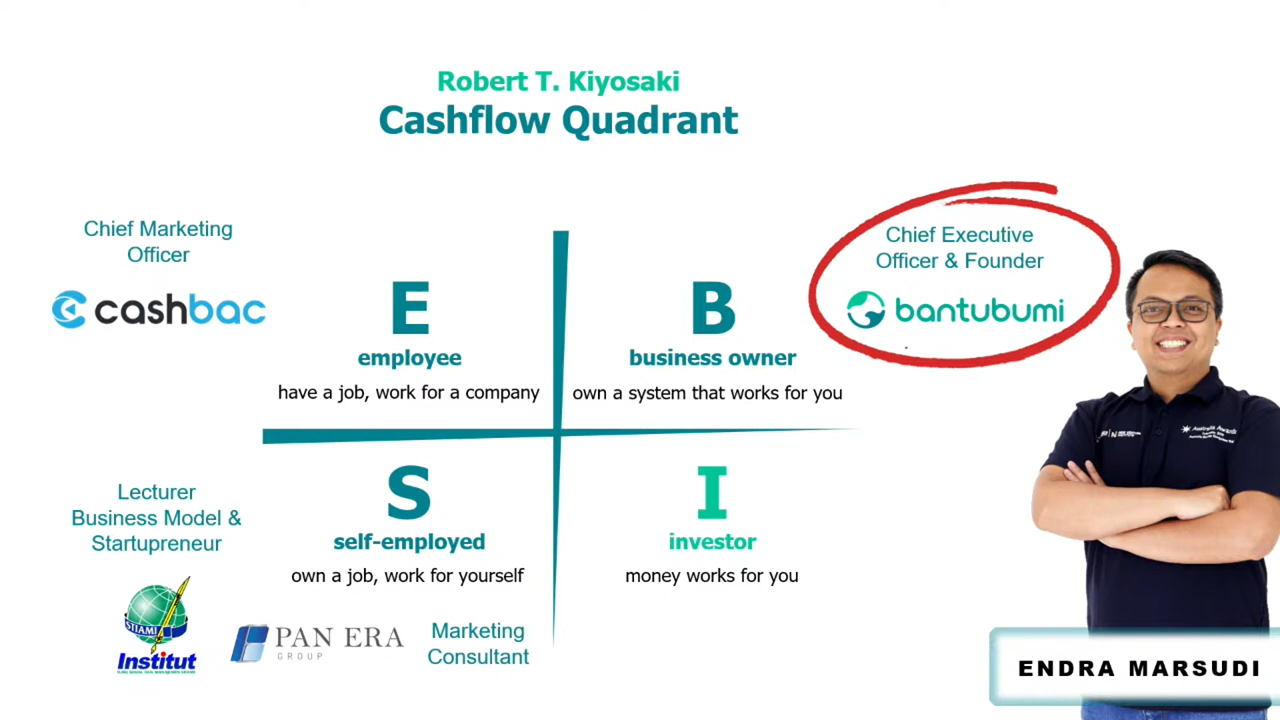 Robert T. Kiyosaki
Cashflow Quadrant
Chief Marketing
Officer
cashbac
E
employee
have a job, work for a company
B
business owner
own a system that works for you
Chief Executive
Officer & Founder
bantubumi
Lecturer
Business Model &
Startupreneur
STIAMI
Institut
S
self-employed
own a job, work for yourself
PAN ERA
GROUP
Marketing
Consultant
I
investor
money works for you
Australia Awards
ENDRA MARSUDI